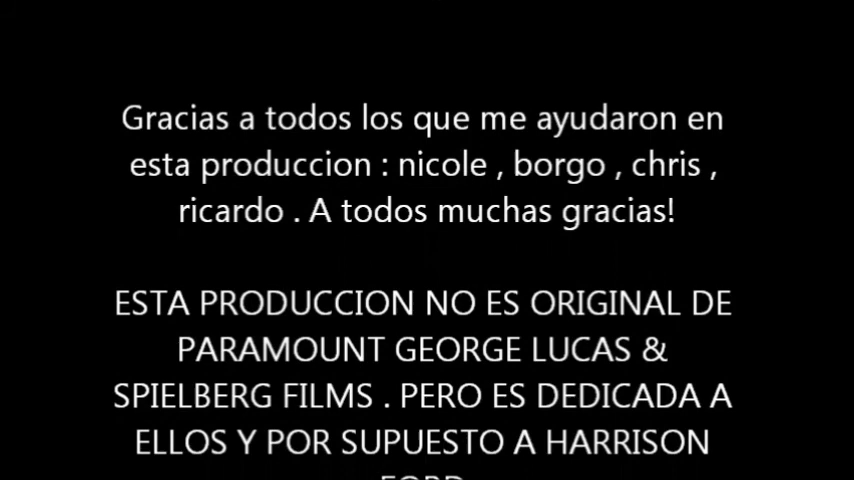 Gracias a todos los que me ayudaron en
esta produccion : nicole , borgo , chris ,
ricardo . A todos muchas gracias!
ESTA PRODUCCION NO ES ORIGINAL DE
PARAMOUNT GEORGE LUCAS &
SPIELBERG FILMS . PERO ES DEDICADA A
ELLOS Y POR SUPUESTO A HARRISON
FORD